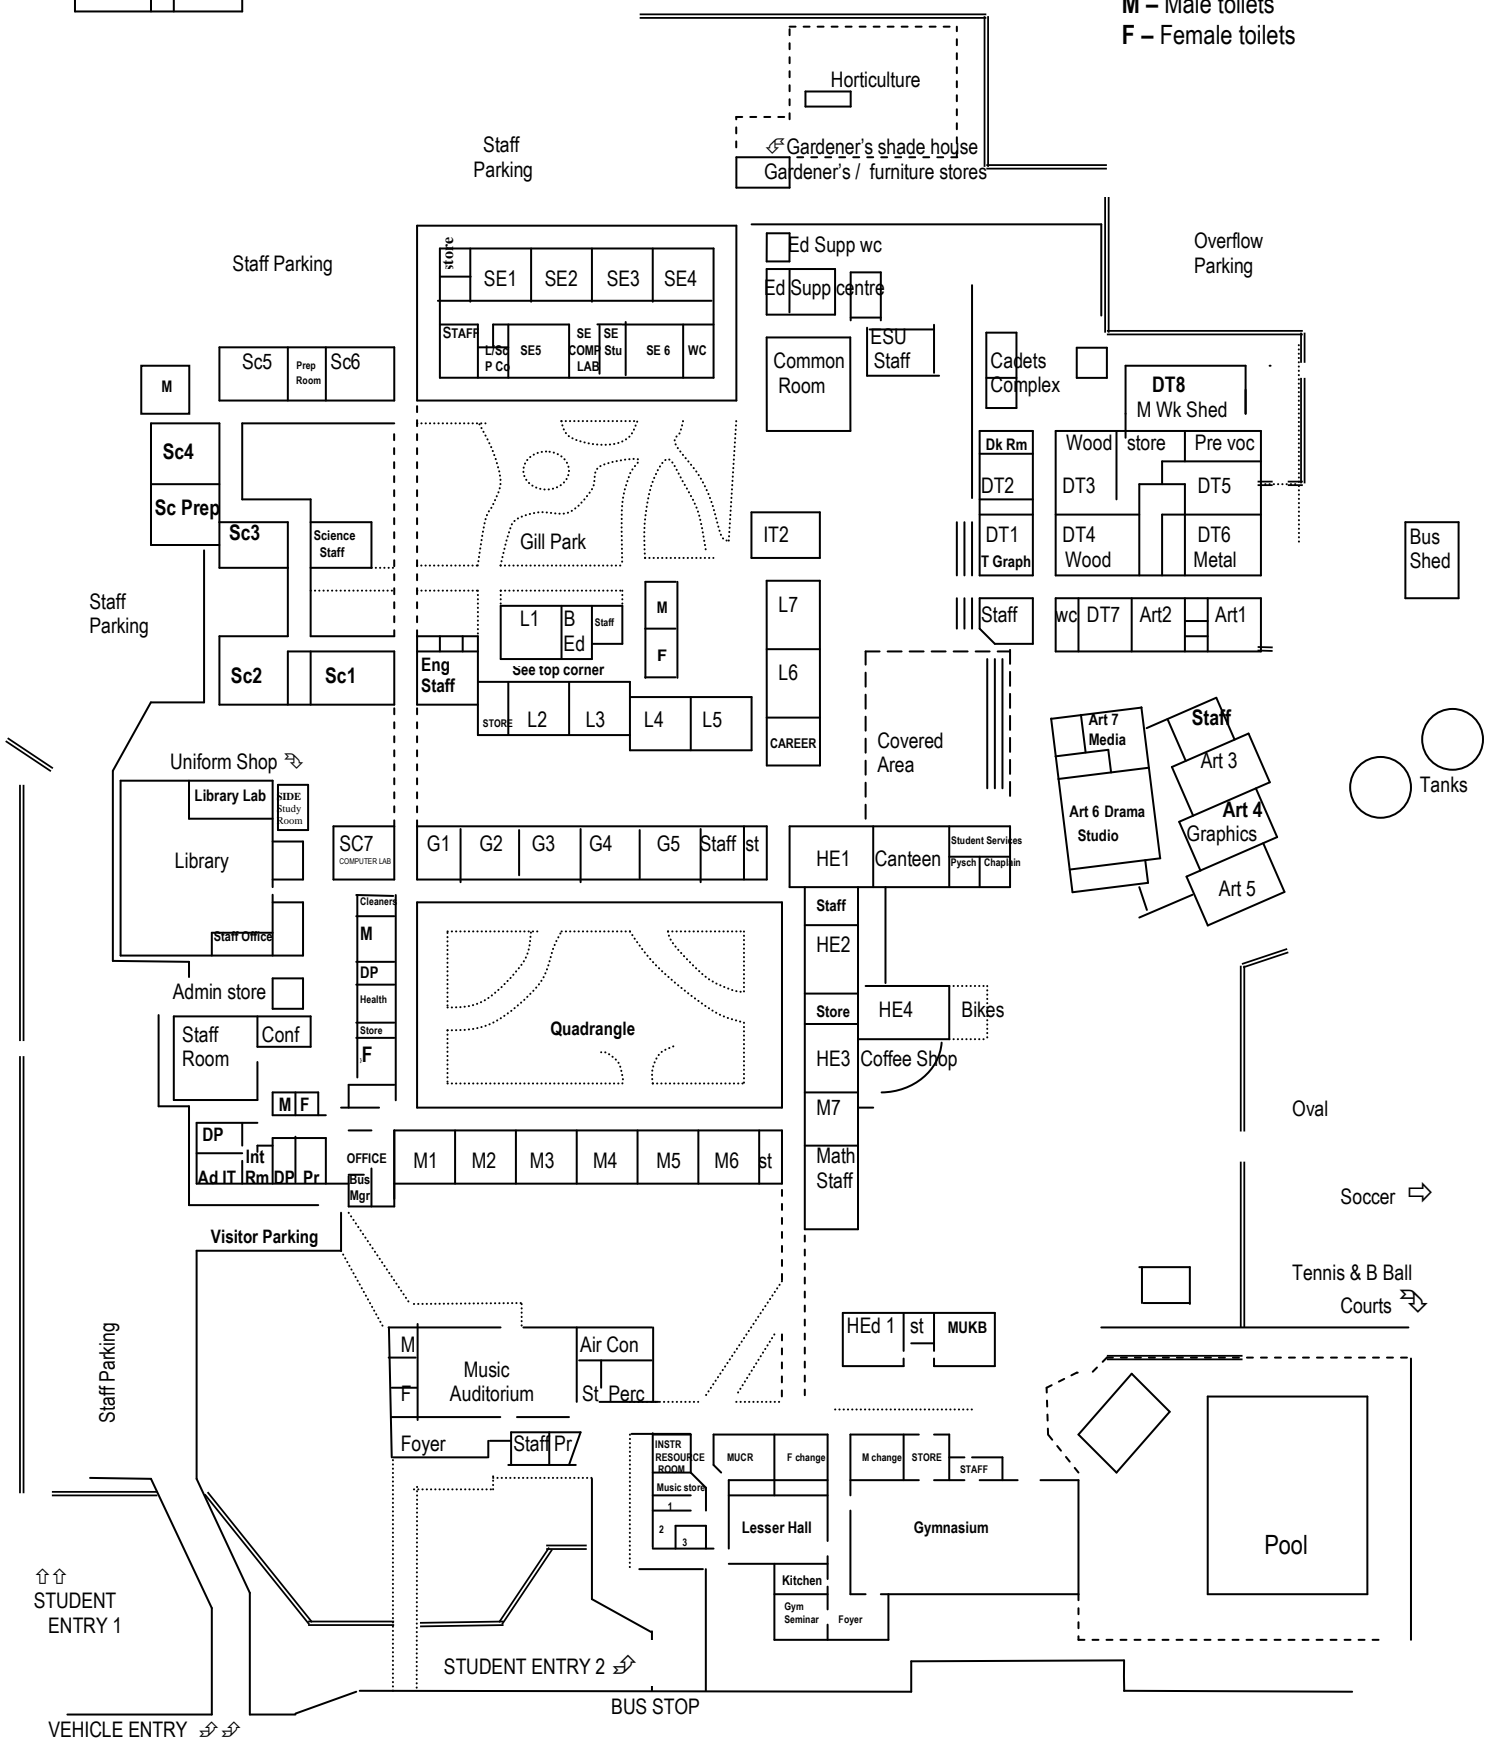 M – Male toilets
F – Female toilets
Horticulture
Staff
Parking
Gardener's shade house
Gardener's / furniture stores
Staff Parking
store
SE1
SE2
SE3
SE4
STAFF
L/Sc
P Co
SE5
SE
COMP
LAB
SE
Stu
SE 6
WC
Ed Supp wc
Ed Supp centre
ESU
Staff
Common
Room
Overflow
Parking
Cadets
Complex
DT8
M Wk Shed
M
Sc5
Prep
Room
Sc6
Sc4
Sc Prep
Sc3
Science
Staff
Gill Park
IT2
Dk Rm
DT2
DT1
T Graph
Wood store
Pre voc
DT3
DT5
DT4
Wood
DT6
Metal
Bus
Shed
Staff
Parking
L1
B
Ed
Staff
M
F
L7
L6
CAREER
Staff
wc
DT7
Art2
Art1
Sc2
Sc1
Eng
Staff
See top corner
STORE
L2
L3
L4
L5
Covered
Area
Art 7
Media
Staff
Art 3
Art 6 Drama
Studio
Art 4
Graphics
Art 5
Tanks
Uniform Shop
Library Lab
SIDE
Study
Room
Library
Staff Office
SC7
COMPUTER LAB
G1
G2
G3
G4
G5
Staff
st
HE1
Canteen
Student Services
Pysch
Chaplain
Cleaners
M
DP
Health
Store
F
Quadrangle
Staff
HE2
Store
HE4
Bikes
HE3
Coffee Shop
M7
Math
Staff
Admin store
Staff
Room
Conf
M
F
DP
Ad IT
Int
Rm
DP
Pr
OFFICE
Bus
Mgr
M1
M2
M3
M4
M5
M6
st
Oval
Soccer
Tennis & B Ball
Courts
Visitor Parking
Staff Parking
M
F
Music
Auditorium
Air Con
St
Perc
Foyer
Staff
Pr
HEd 1
st
MUKB
INSTR
RESOURCE
ROOM
Music store
1
2
3
MUCR
F change
M change
STORE
STAFF
Lesser Hall
Gymnasium
Kitchen
Gym
Seminar
Foyer
Pool
STUDENT
ENTRY 1
STUDENT ENTRY 2
BUS STOP
VEHICLE ENTRY